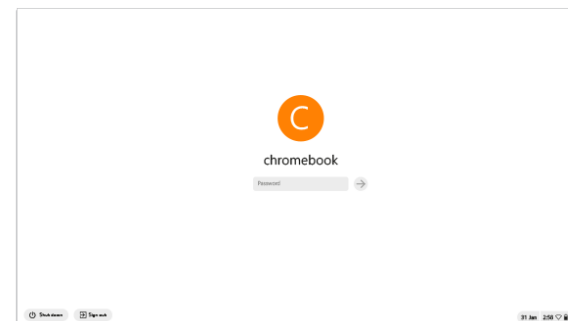 C
chromebook
Password
Shut down Sign out
31 Jan 2:58